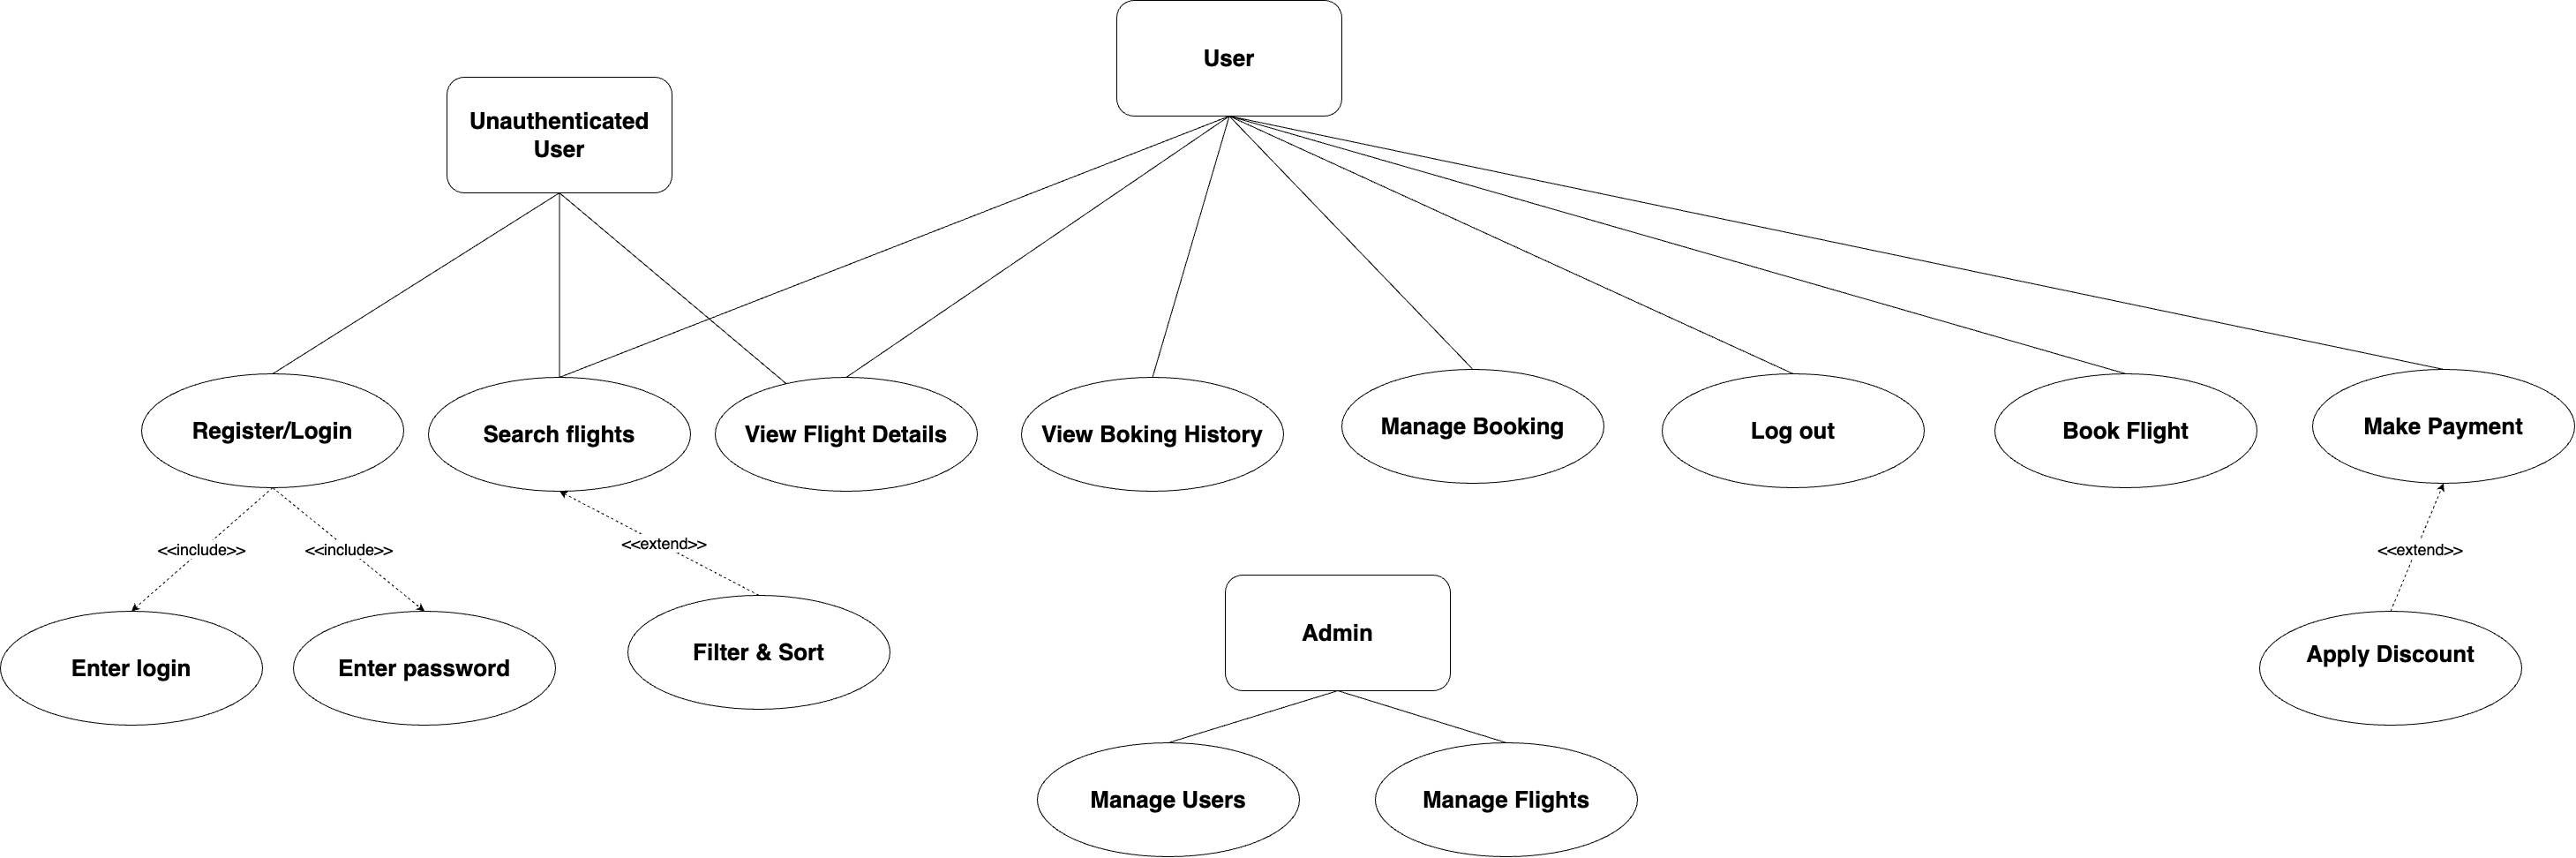 User
Unauthenticated
User
Register/Login
Search flights
View Flight Details
View Boking History
Manage Booking
Log out
Book Flight
Make Payment
<<include>>
<<include>>
<<extend>>
<<extend>>
Enter login
Enter password
Filter & Sort
Admin
Apply Discount
Manage Users
Manage Flights